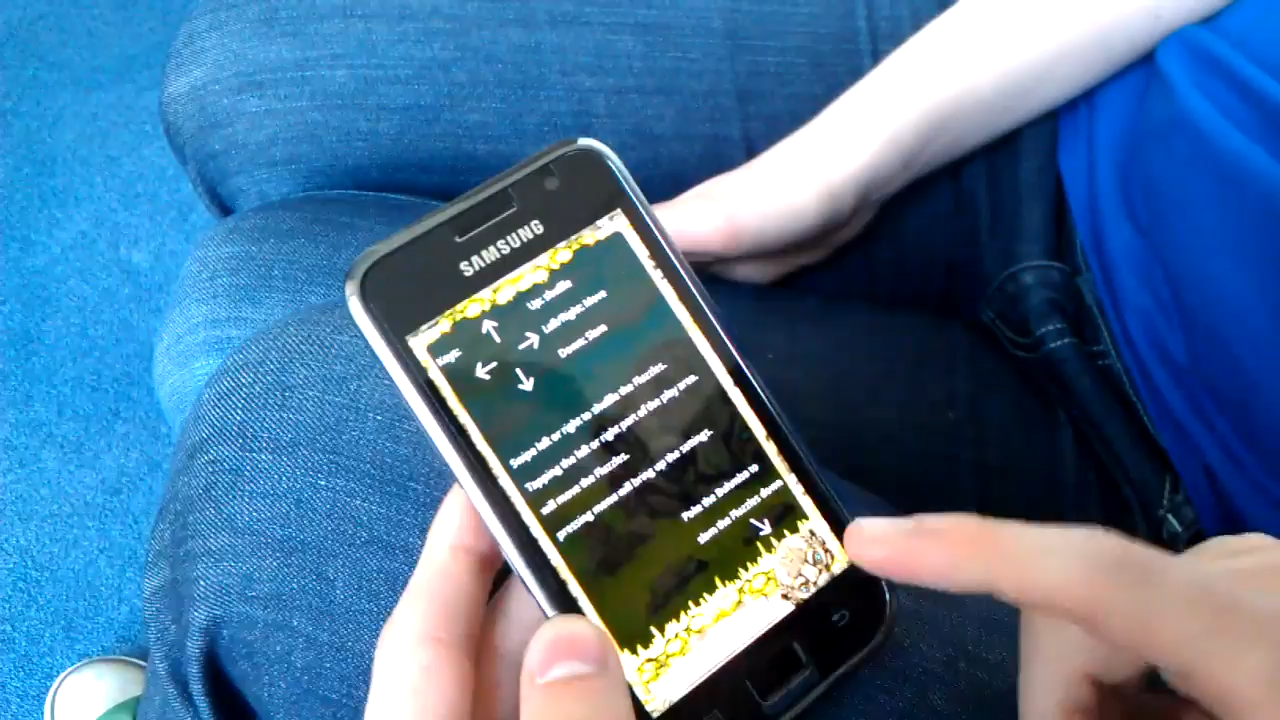 SAMSUNG
Up: shuffle
Left/Right: Move
Keys:
Down: Slam
Swipe left or right to shuffle the Fluzzles.
Tapping the left or right part of the play area.
will move the Fluzzles.
pressing menu will bring up the settings.
Poke the to
slam the Fluzzles down